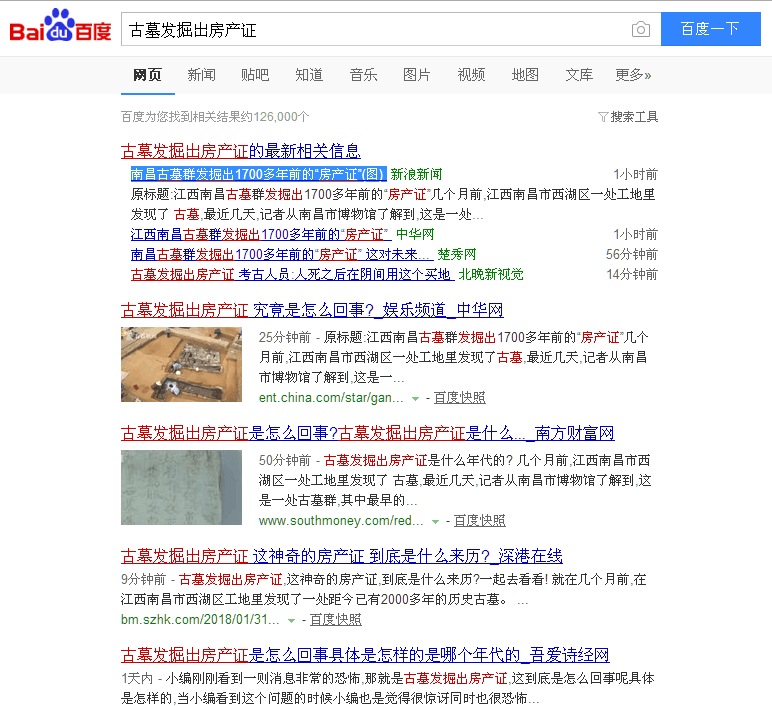 Bai du 百度
古墓发掘出房产证
百度一下
网页 新闻 贴吧 知道 音乐 图片 视频 地图 文库 更多»
百度为您找到相关结果约126,000个 搜索工具
古墓发掘出房产证的最新相关信息
南昌古墓群发掘出1700多年前的“房产证”(图) 新浪新闻 1小时前
原标题:江西南昌古墓群发掘出1700多年前的“房产证”几个月前,江西南昌市西湖区一处工地里
发现了 古墓,最近几天,记者从南昌市博物馆了解到,这是一处...
江西南昌古墓群发掘出1700多年前的“房产证” 中华网 1小时前
南昌古墓群发掘出1700多年前的“房产证” 这对未来... 楚秀网 56分钟前
古墓发掘出房产证 考古人员:人死之后在阴间用这个买地 北晚新视觉 14分钟前
古墓发掘出房产证 究竟是怎么回事?_娱乐频道_中华网
25分钟前 - 原标题:江西南昌古墓群发掘出1700多年前的“房产证”几个
月前,江西南昌市西湖区一处工地里发现了古墓,最近几天,记者从南昌
市博物馆了解到,这是一...
ent.china.com/star/gan... - 百度快照
古墓发掘出房产证是怎么回事?古墓发掘出房产证是什么..._南方财富网
50分钟前 - 古墓发掘出房产证是什么年代的? 几个月前,江西南昌市西
湖区一处工地里发现了 古墓,最近几天,记者从南昌市博物馆了解到,这
是一处古墓群,其中最早的...
www.southmoney.com/red... - 百度快照
古墓发掘出房产证 这神奇的房产证 到底是什么来历?_深港在线
9分钟前 - 古墓发掘出房产证,这神奇的房产证,到底是什么来历?一起去看看! 就在几个月前,在
江西南昌市西湖区工地里发现了一处距今已有2000多年的历史古墓。 ...
bm.szhk.com/2018/01/31... - 百度快照
古墓发掘出房产证是怎么回事具体是怎样的是哪个年代的_吾爱诗经网
1天内 - 小编刚刚看到一则消息非常的恐怖,那就是古墓发掘出房产证,这到底是怎么回事呢具体
是怎样的,当小编看到这个问题的时候小编也是觉得很惊讶同时也很恐怖...